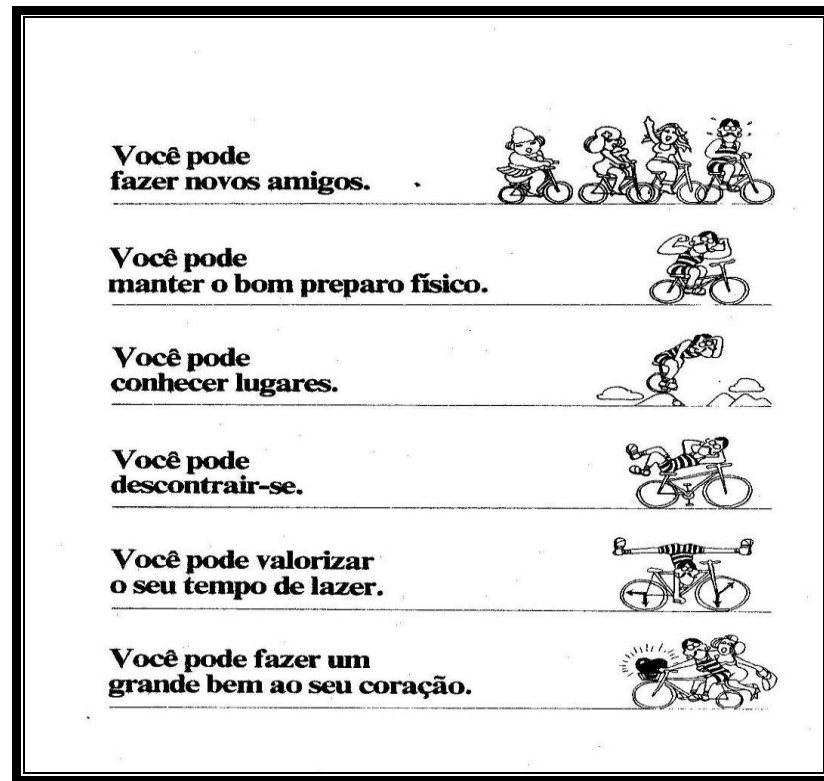 Você pode
fazer novos amigos.
Você pode
manter o bom preparo físico.
Você pode
conhecer lugares.
Você pode
descontrair-se.
Você pode valorizar
o seu tempo de lazer.
Você pode fazer um
grande bem ao seu coração.